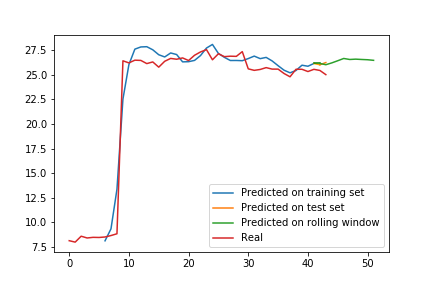 27.5
25.0
22.5
20.0
17.5
15.0
12.5
10.0
7.5
0 10 20 30 40 50
Predicted on training set
Predicted on test set
Predicted on rolling window
Real